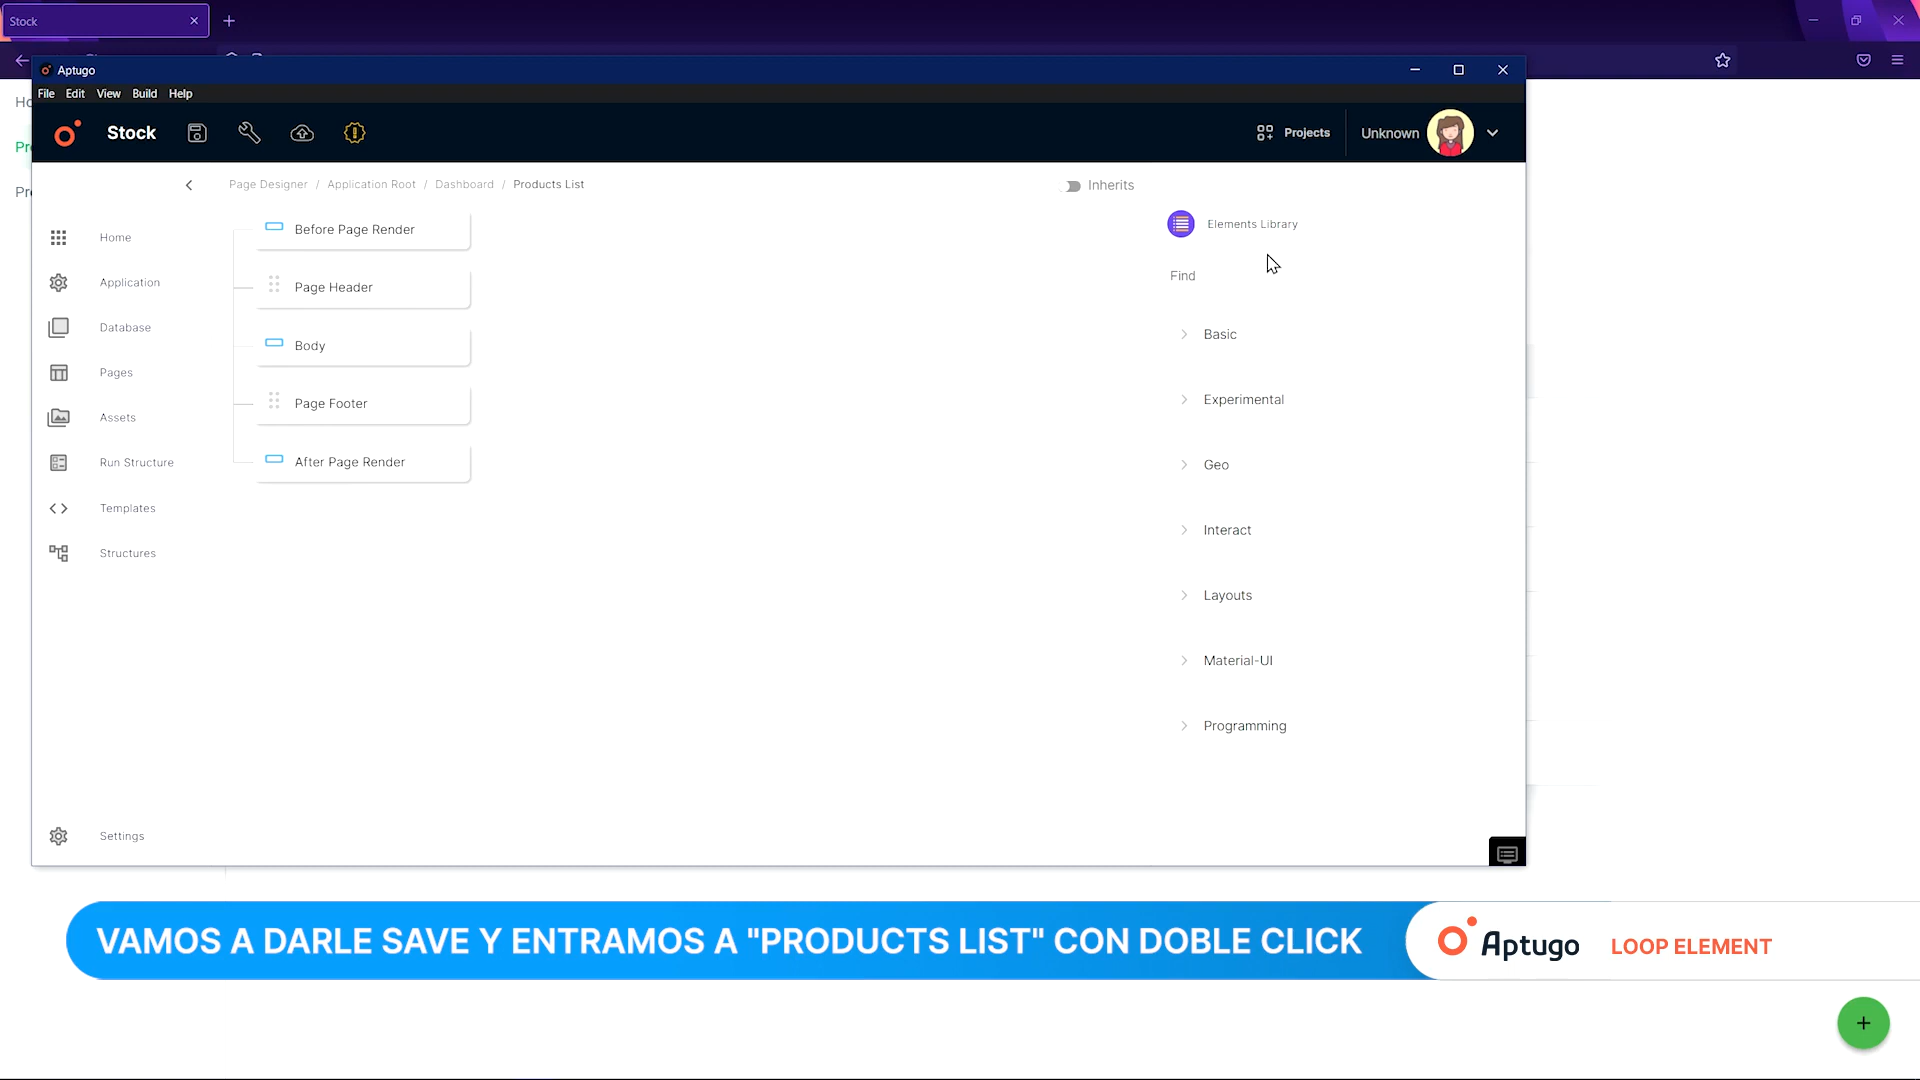 Stock
Aptugo
File Edit View Build Help
Stock
Projects
Unknown
Page Designer / Application Root / Dashboard / Products List
Inherits
Home
Application
Database
Pages
Assets
Run Structure
Templates
Structures
Settings
Before Page Render
Page Header
Body
Page Footer
After Page Render
Elements Library
Find
Basic
Experimental
Geo
Interact
Layouts
Material-UI
Programming
VAMOS A DARLE SAVE Y ENTRAMOS A "PRODUCTS LIST" CON DOBLE CLICK
Aptugo LOOP ELEMENT